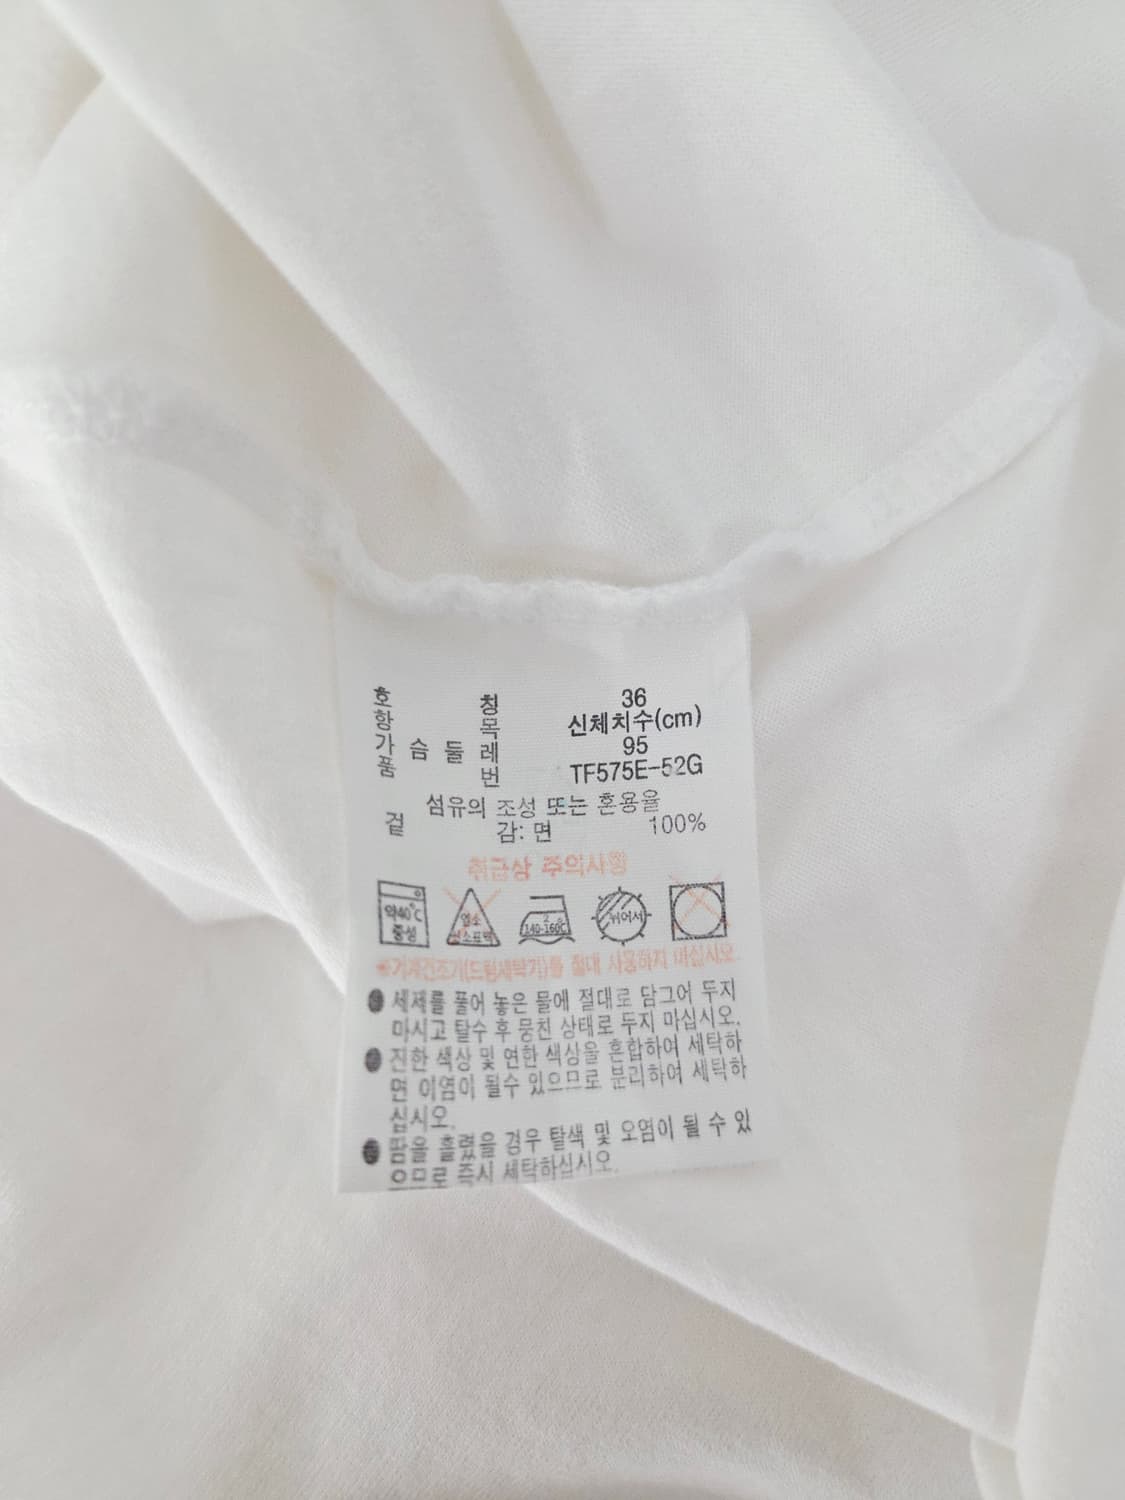 호 칭 36
항 목 신체치수(cm)
가 슴 둘 레 95
품 번 TF575E-52G
섬유의 조성 또는 혼용율
겉 감: 면 100%
취급상 주의사항
약40℃ 중성 염소 산소표백 2 140-160℃ 뉘어서
※기계건조기(드럼세탁기)를 절대 사용하지 마십시오.
● 세제를 풀어 놓은 물에 절대로 담그어 두지
마시고 탈수 후 뭉친 상태로 두지 마십시오.
● 진한 색상 및 연한 색상을 혼합하여 세탁하
면 이염이 될수 있으므로 분리하여 세탁하
십시오.
● 땀을 흘렸을 경우 탈색 및 오염이 될 수 있
으므로 즉시 세탁하십시오.